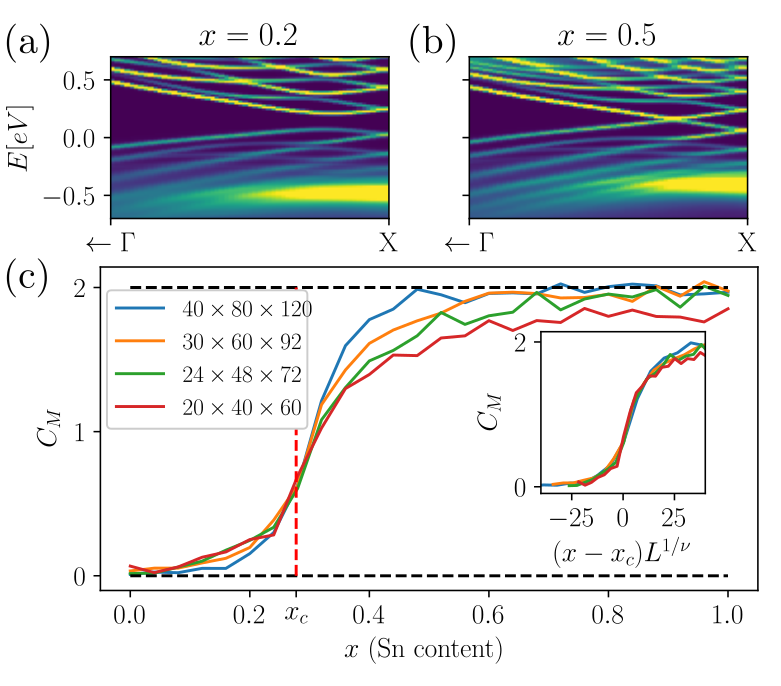 (a) x = 0.2 (b) x = 0.5
E[eV]
0.5
0.0
−0.5
← Γ X ← Γ X
(c)
C_M
2
1
0
40 × 80 × 120
30 × 60 × 92
24 × 48 × 72
20 × 40 × 60
C_M
2
0
−25 0 25
(x − x_c)L^{1/ν}
0.0 0.2 x_c 0.4 0.6 0.8 1.0
x (Sn content)